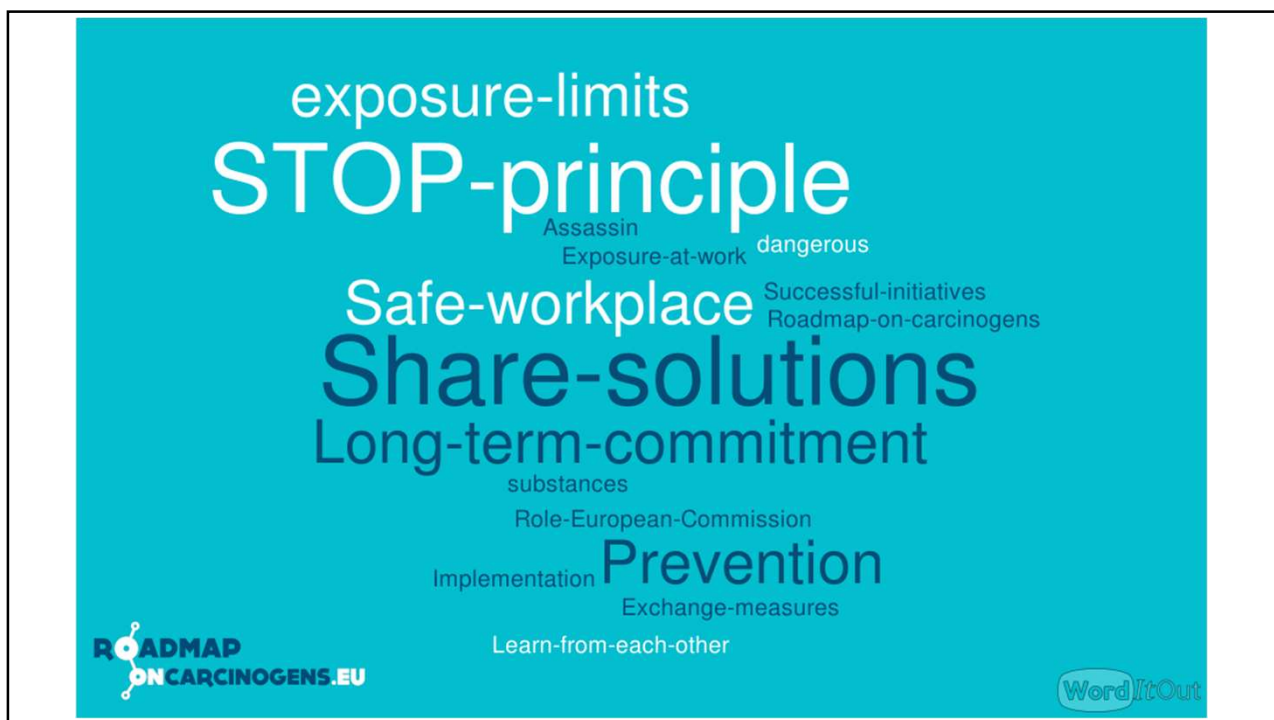 exposure-limits
STOP-principle
Assassin
Exposure-at-work dangerous
Safe-workplace Successful-initiatives
Roadmap-on-carcinogens
Share-solutions
Long-term-commitment
substances
Role-European-Commission
Implementation Prevention
Exchange-measures
Learn-from-each-other
ROADMAP
ONCARCINOGENS.EU
WordItOut